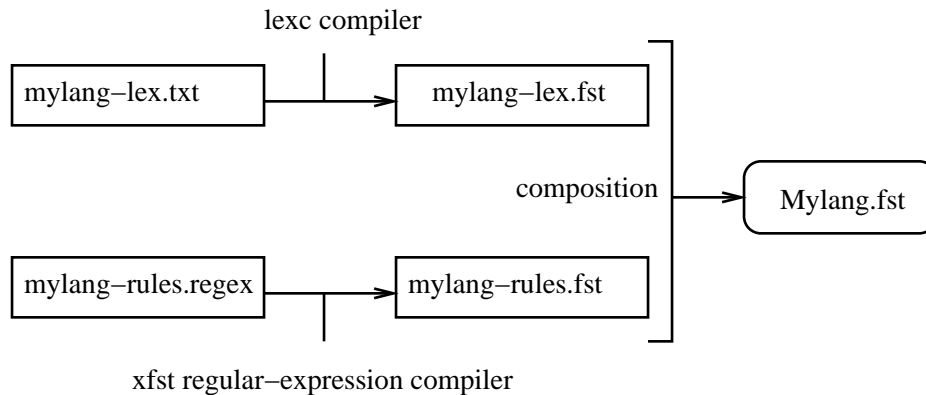 lexc compiler
mylang–lex.txt
mylang–lex.fst
composition
Mylang.fst
mylang–rules.regex
mylang–rules.fst
xfst regular–expression compiler